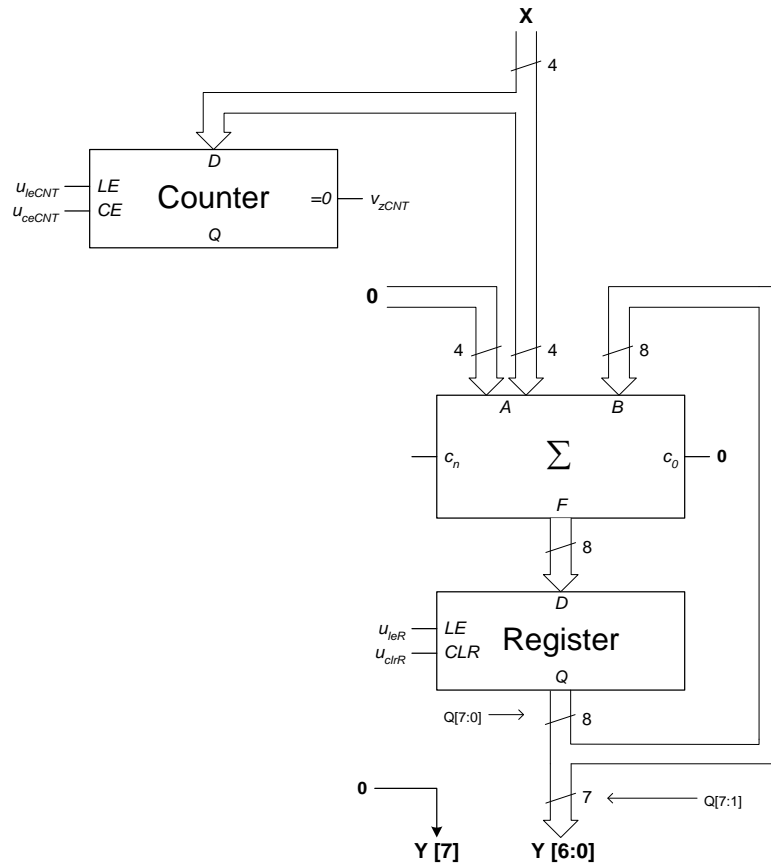 X
4
D
u_leCNT LE
Counter
=0 v_zCNT
u_ceCNT CE
Q
0
4
4
8
A
B
c_n
Σ
c_0 0
F
8
D
u_leR LE
Register
u_clrR CLR
Q
Q[7:0]
8
0
7
Q[7:1]
Y [7]
Y [6:0]